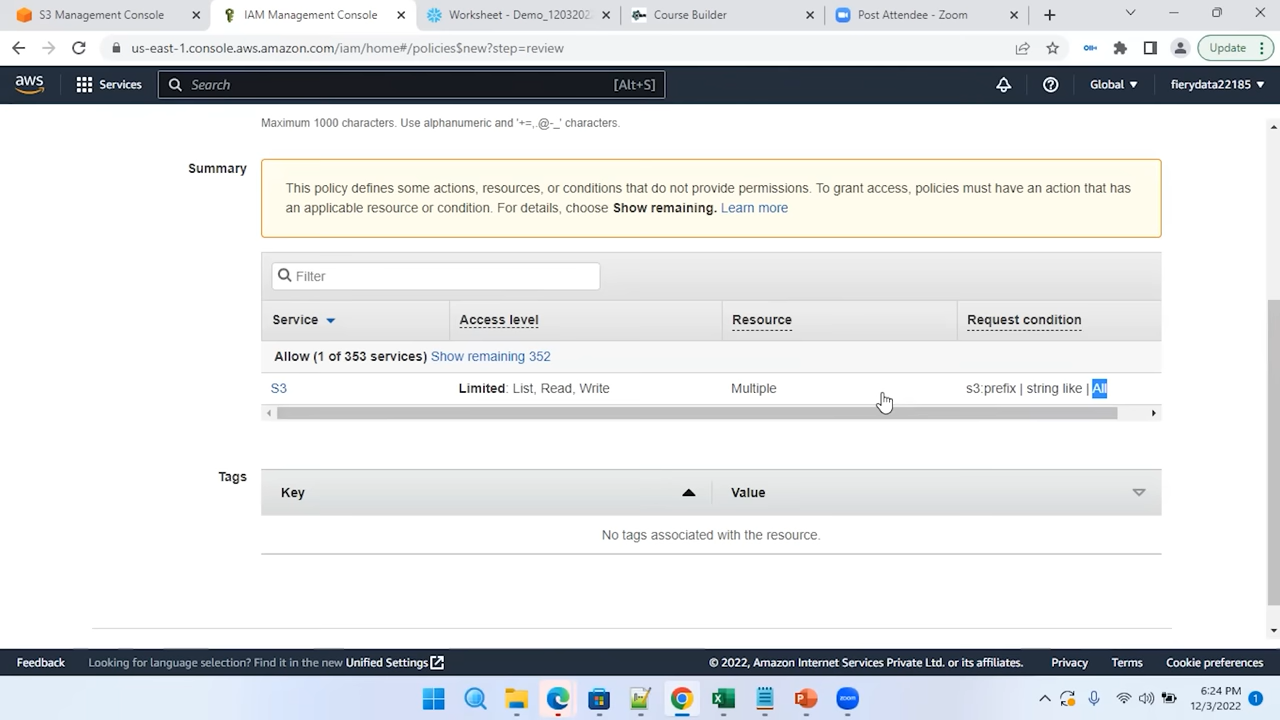 S3 Management Console
IAM Management Console
Worksheet - Demo_1203202
Course Builder
Post Attendee - Zoom
us-east-1.console.aws.amazon.com/iam/home#/policies$new?step=review
Update
aws
Services
Search
[Alt+S]
Global
fierydata22185
Maximum 1000 characters. Use alphanumeric and '+=,.@-_' characters.
Summary
This policy defines some actions, resources, or conditions that do not provide permissions. To grant access, policies must have an action that has
an applicable resource or condition. For details, choose Show remaining. Learn more
Filter
Service
Access level
Resource
Request condition
Allow (1 of 353 services) Show remaining 352
S3
Limited: List, Read, Write
Multiple
s3:prefix | string like | All
Tags
Key
Value
No tags associated with the resource.
Feedback
Looking for language selection? Find it in the new Unified Settings
© 2022, Amazon Internet Services Private Ltd. or its affiliates.
Privacy
Terms
Cookie preferences
6:24 PM
12/3/2022
1